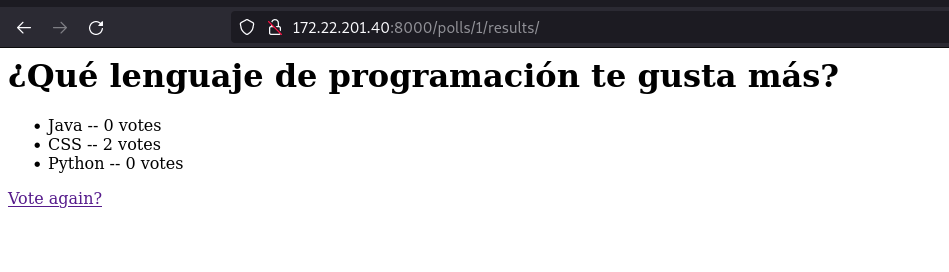 172.22.201.40:8000/polls/1/results/
¿Qué lenguaje de programación te gusta más?
• Java -- 0 votes
• CSS -- 2 votes
• Python -- 0 votes
Vote again?